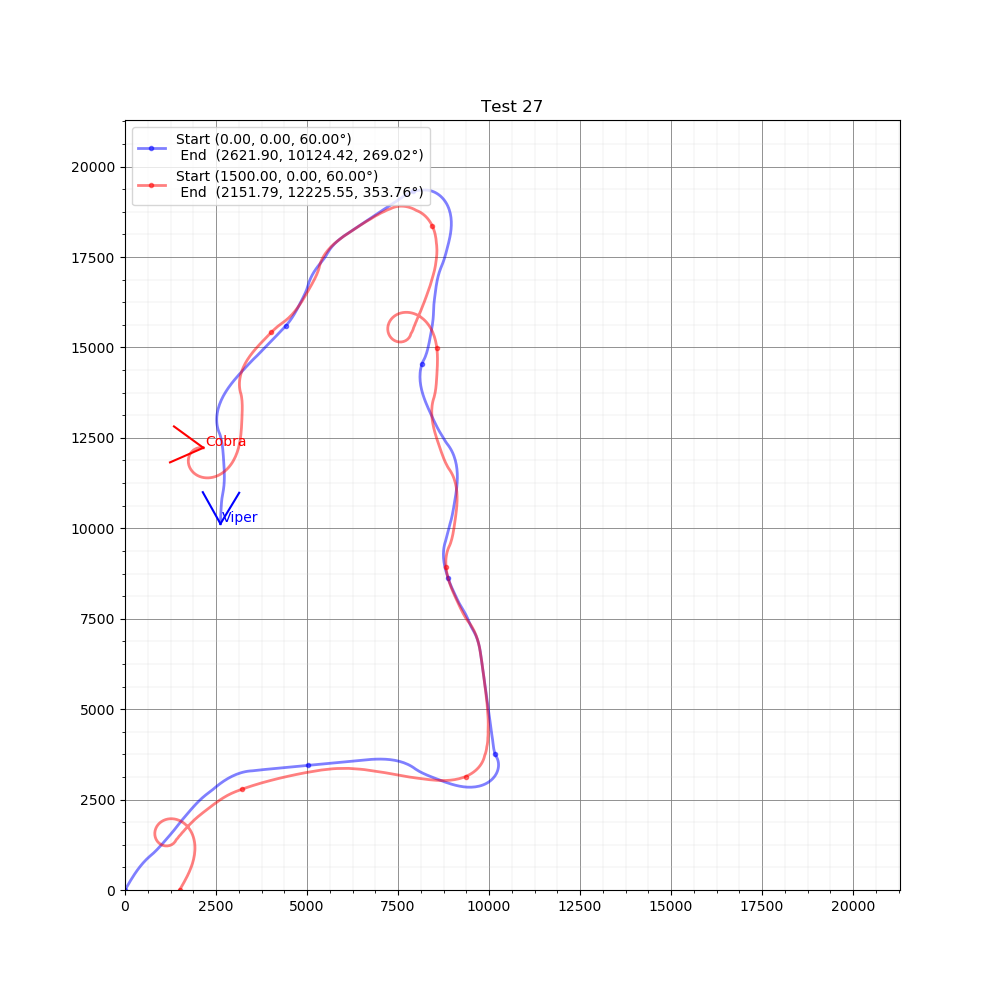 Test 27
Start (0.00, 0.00, 60.00°)
End (2621.90, 10124.42, 269.02°)
Start (1500.00, 0.00, 60.00°)
End (2151.79, 12225.55, 353.76°)
20000
17500
15000
12500
10000
7500
5000
2500
0
Cobra
Viper
0 2500 5000 7500 10000 12500 15000 17500 20000